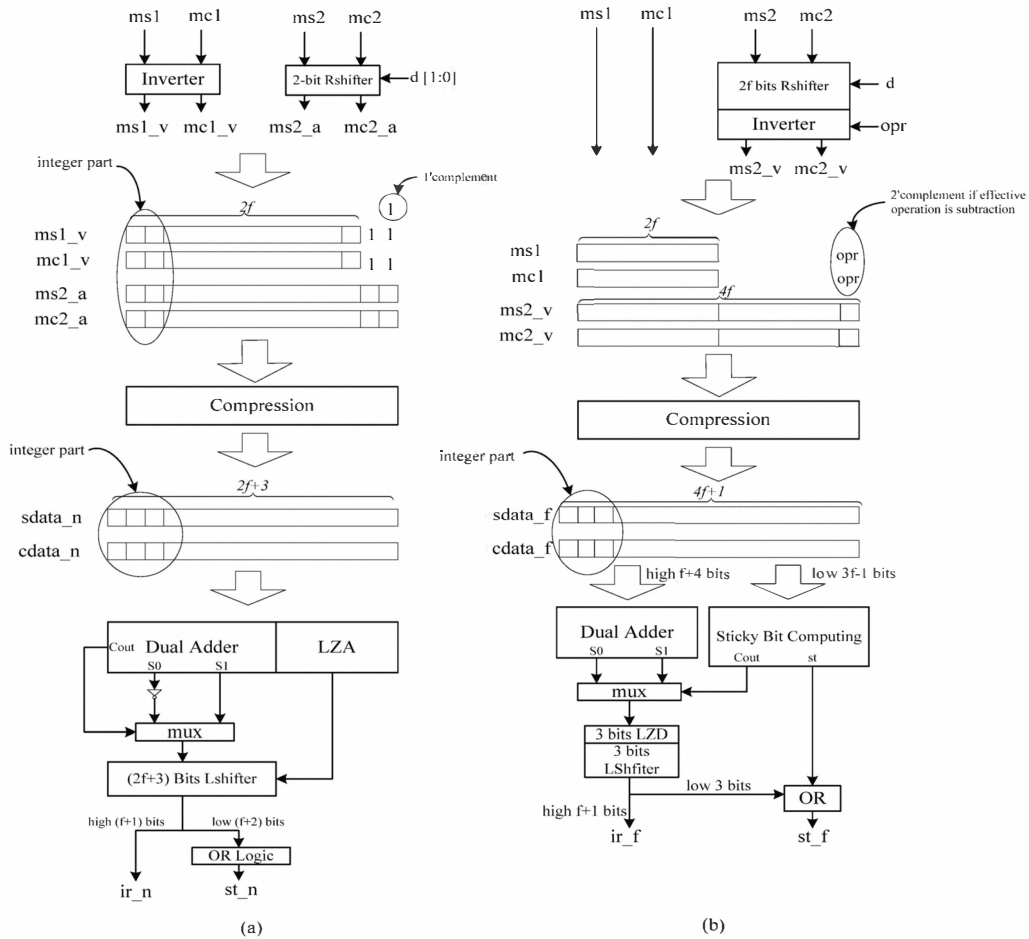 ms1 mc1 ms2 mc2
Inverter
2-bit Rshifter
d [1:0]
ms1_v mc1_v ms2_a mc2_a
integer part
1'complement
1
2f
ms1_v 1 1
mc1_v 1 1
ms2_a
mc2_a
Compression
integer part
2f+3
sdata_n
cdata_n
Cout Dual Adder LZA
S0 S1
mux
(2f+3) Bits Lshifter
high (f+1) bits low (f+2) bits
OR Logic
ir_n st_n
(a)
ms1 mc1 ms2 mc2
2f bits Rshifter
d
Inverter
opr
ms2_v mc2_v
2'complement if effective
operation is subtraction
2f
ms1 opr
mc1 opr
4f
ms2_v
mc2_v
Compression
integer part
4f+1
sdata_f
cdata_f
high f+4 bits low 3f-1 bits
Dual Adder
S0 S1
Sticky Bit Computing
Cout st
mux
3 bits LZD
3 bits
LShfiter
low 3 bits
OR
high f+1 bits
ir_f st_f
(b)